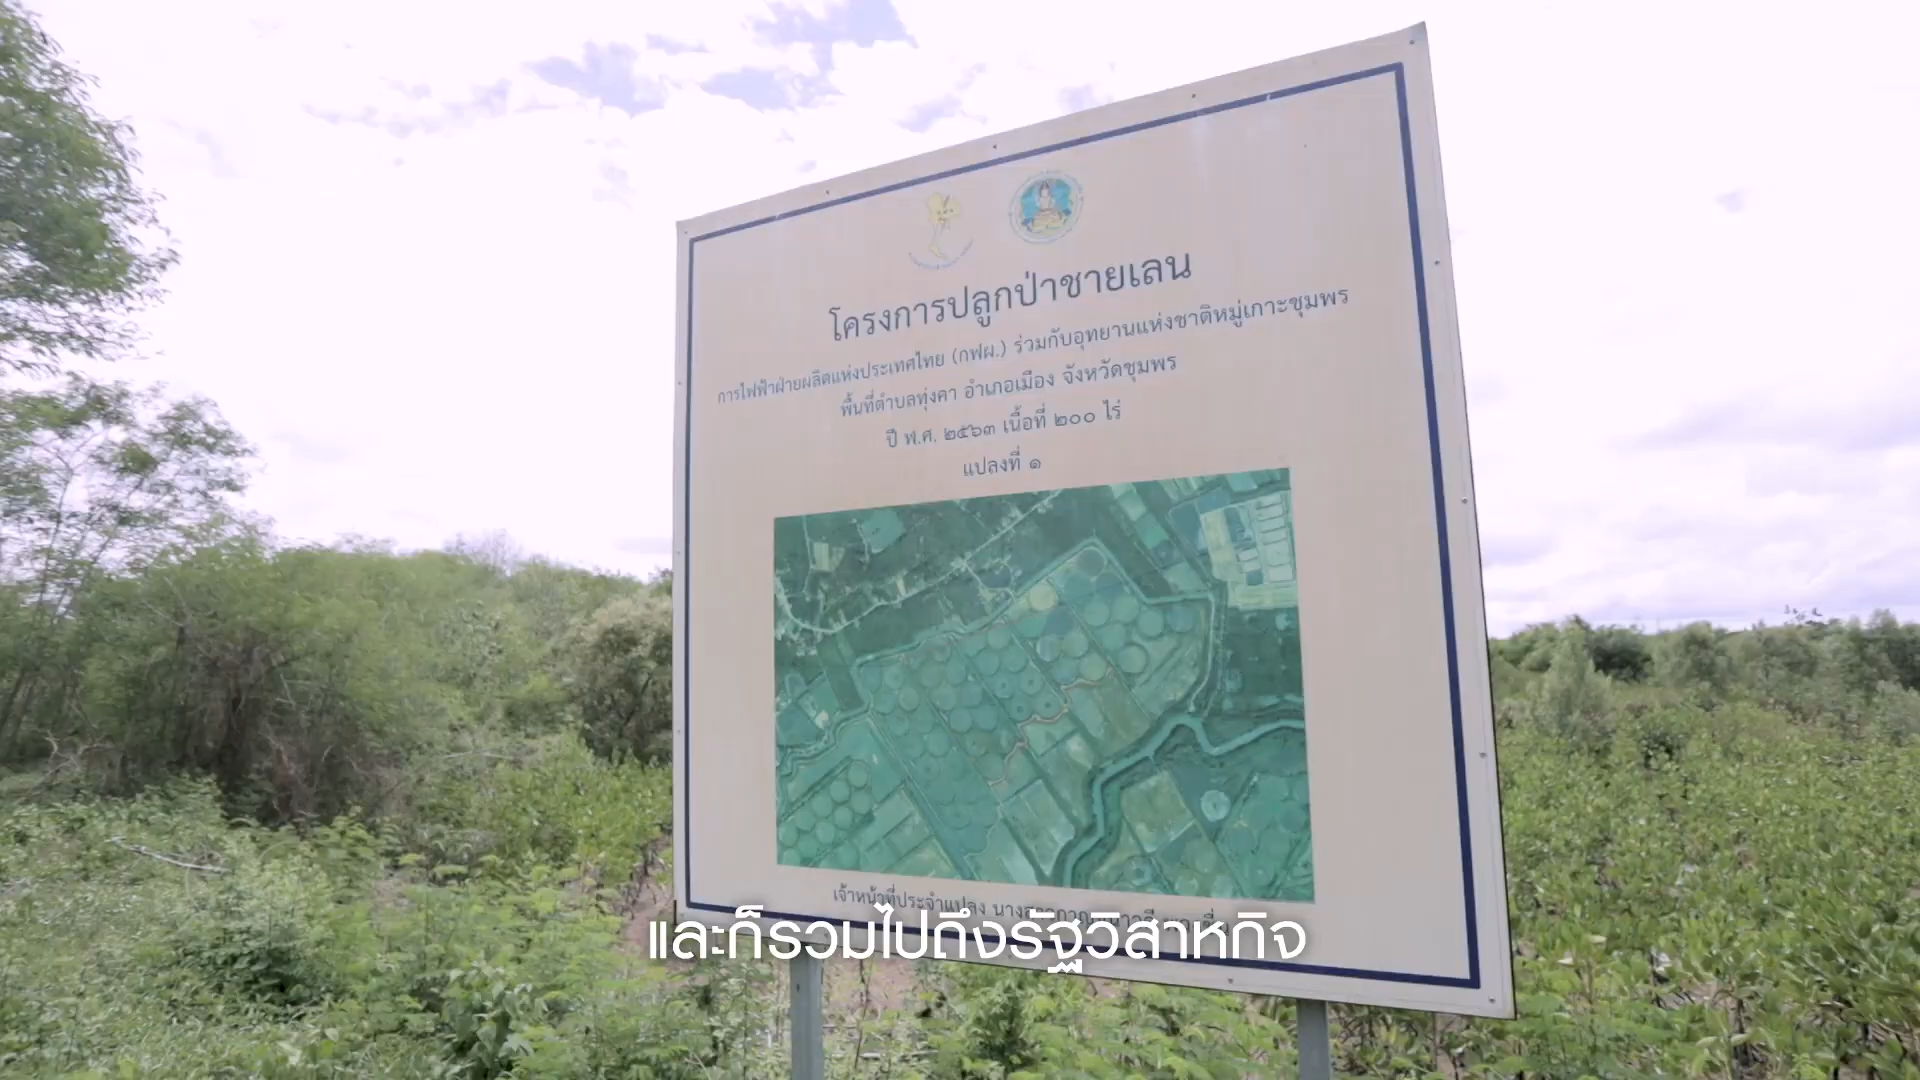 โครงการปลูกป่าชายเลน
การไฟฟ้าฝ่ายผลิตแห่งประเทศไทย (กฟผ.) ร่วมกับอุทยานแห่งชาติหมู่เกาะชุมพร
พื้นที่ตำบลทุ่งคา อำเภอเมือง จังหวัดชุมพร
ปี พ.ศ. ๒๕๖๓ เนื้อที่ ๒๐๐ ไร่
แปลงที่ ๑
เจ้าหน้าที่ประจำแปลง
และก็รวมไปถึงรัฐวิสาหกิจ